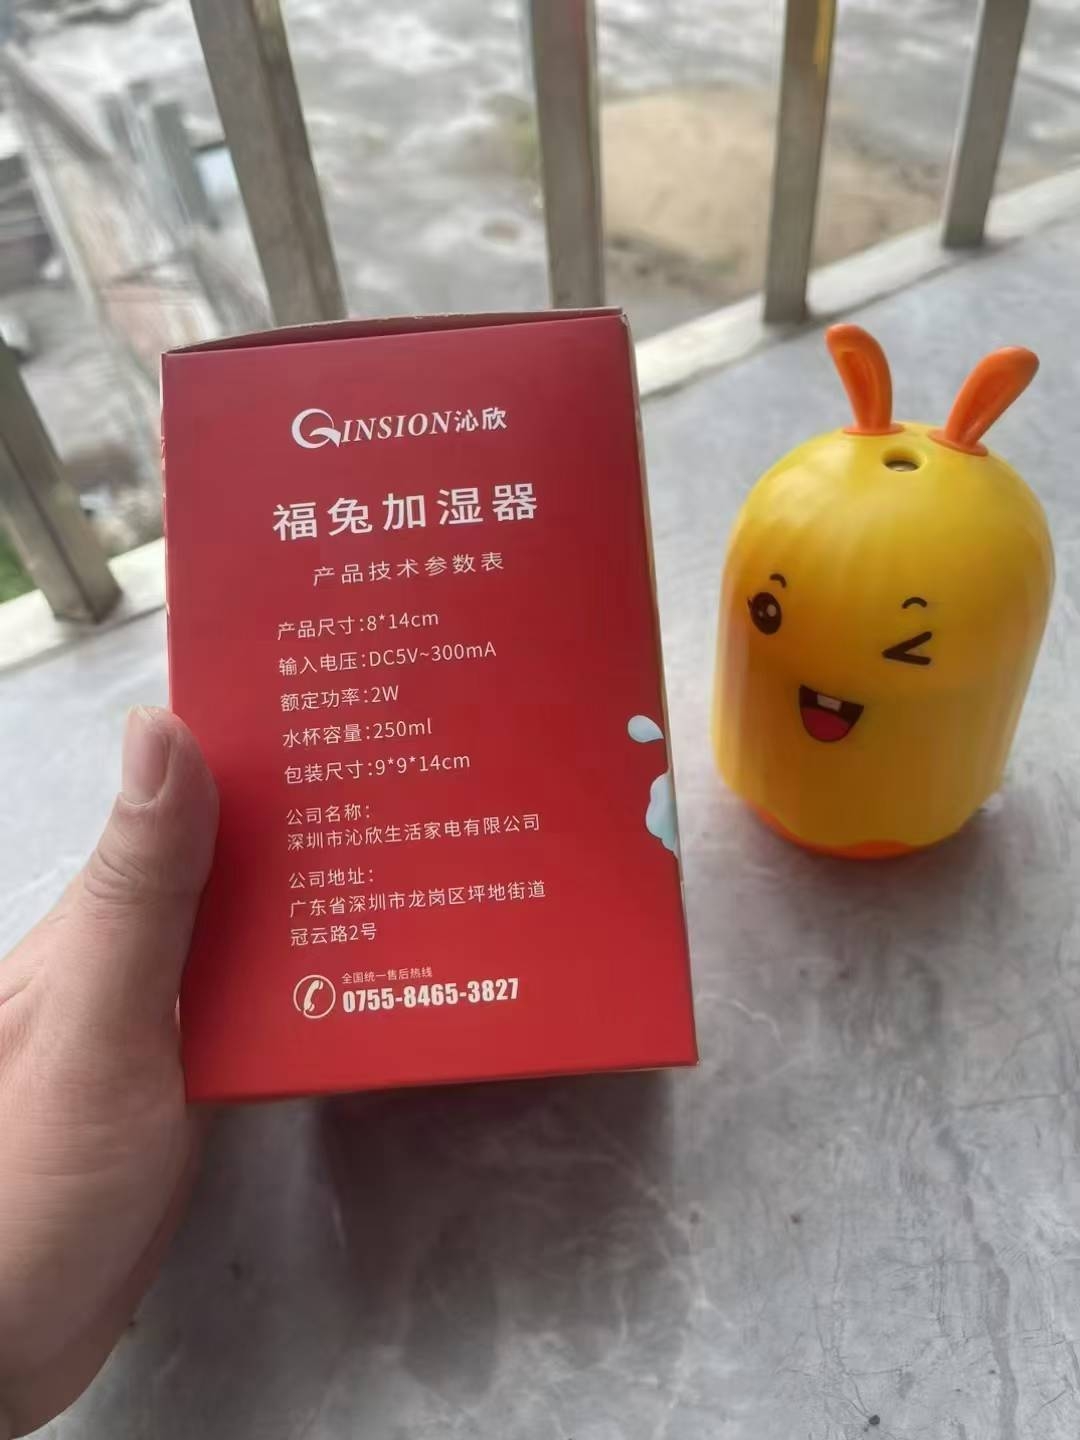 QINSION沁欣
福兔加湿器
产品技术参数表
产品尺寸:8*14cm
输入电压:DC5V~300mA
额定功率:2W
水杯容量:250ml
包装尺寸:9*9*14cm
公司名称:
深圳市沁欣生活家电有限公司
公司地址:
广东省深圳市龙岗区坪地街道
冠云路2号
全国统一售后热线
0755-8465-3827